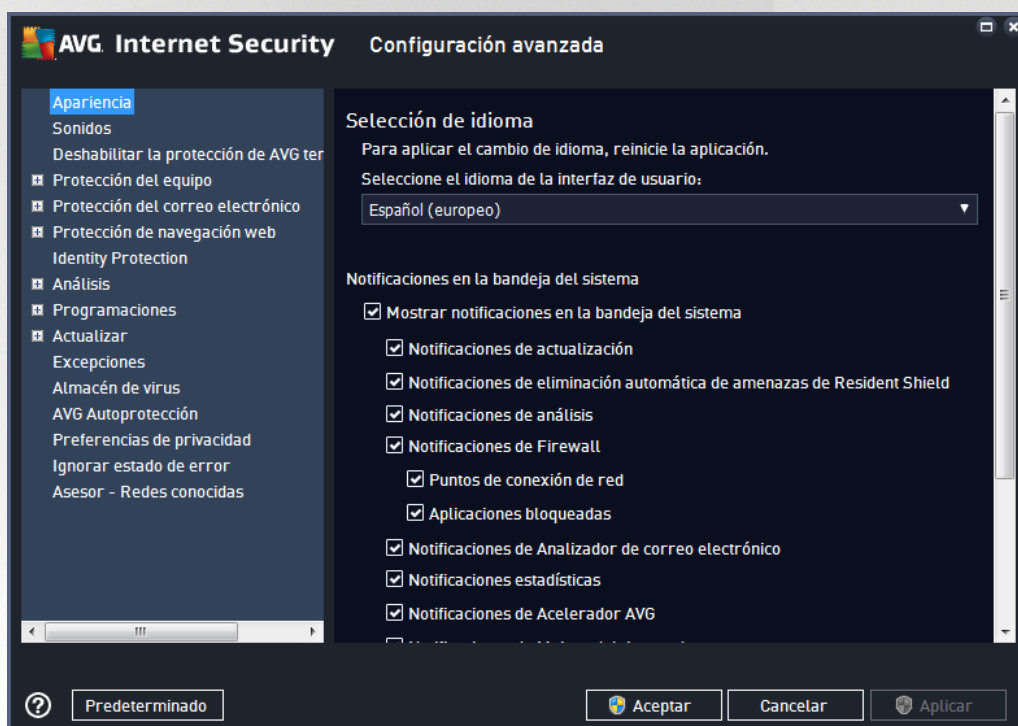 AVG. Internet Security Configuración avanzada
Apariencia
Sonidos
Deshabilitar la protección de AVG ter
Protección del equipo
Protección del correo electrónico
Protección de navegación web
Identity Protection
Análisis
Programaciones
Actualizar
Excepciones
Almacén de virus
AVG Autoprotección
Preferencias de privacidad
Ignorar estado de error
Asesor - Redes conocidas
Selección de idioma
Para aplicar el cambio de idioma, reinicie la aplicación.
Seleccione el idioma de la interfaz de usuario:
Español (europeo)
Notificaciones en la bandeja del sistema
Mostrar notificaciones en la bandeja del sistema
Notificaciones de actualización
Notificaciones de eliminación automática de amenazas de Resident Shield
Notificaciones de análisis
Notificaciones de Firewall
Puntos de conexión de red
Aplicaciones bloqueadas
Notificaciones de Analizador de correo electrónico
Notificaciones estadísticas
Notificaciones de Acelerador AVG
Predeterminado
Aceptar
Cancelar
Aplicar